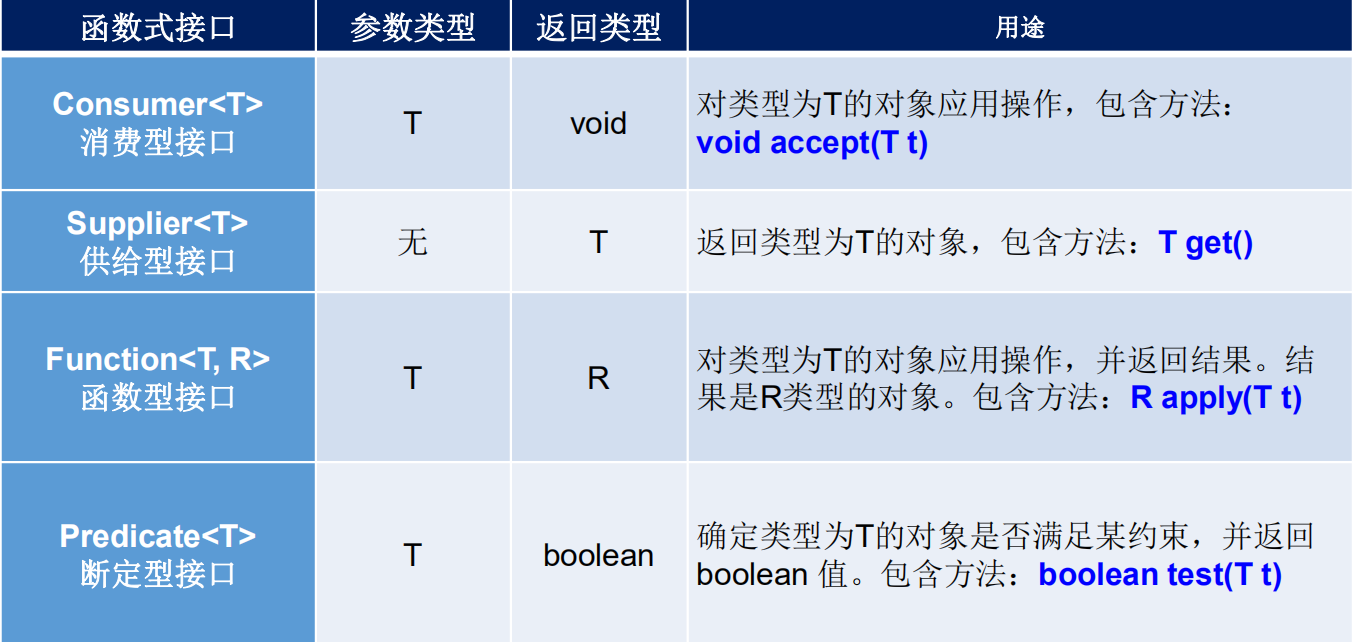 函数式接口 参数类型 返回类型 用途
Consumer<T>
消费型接口
T
void
对类型为T的对象应用操作，包含方法：
void accept(T t)
Supplier<T>
供给型接口
无
T
返回类型为T的对象，包含方法：T get()
Function<T, R>
函数型接口
T
R
对类型为T的对象应用操作，并返回结果。结
果是R类型的对象。包含方法：R apply(T t)
Predicate<T>
断定型接口
T
boolean
确定类型为T的对象是否满足某约束，并返回
boolean 值。包含方法：boolean test(T t)